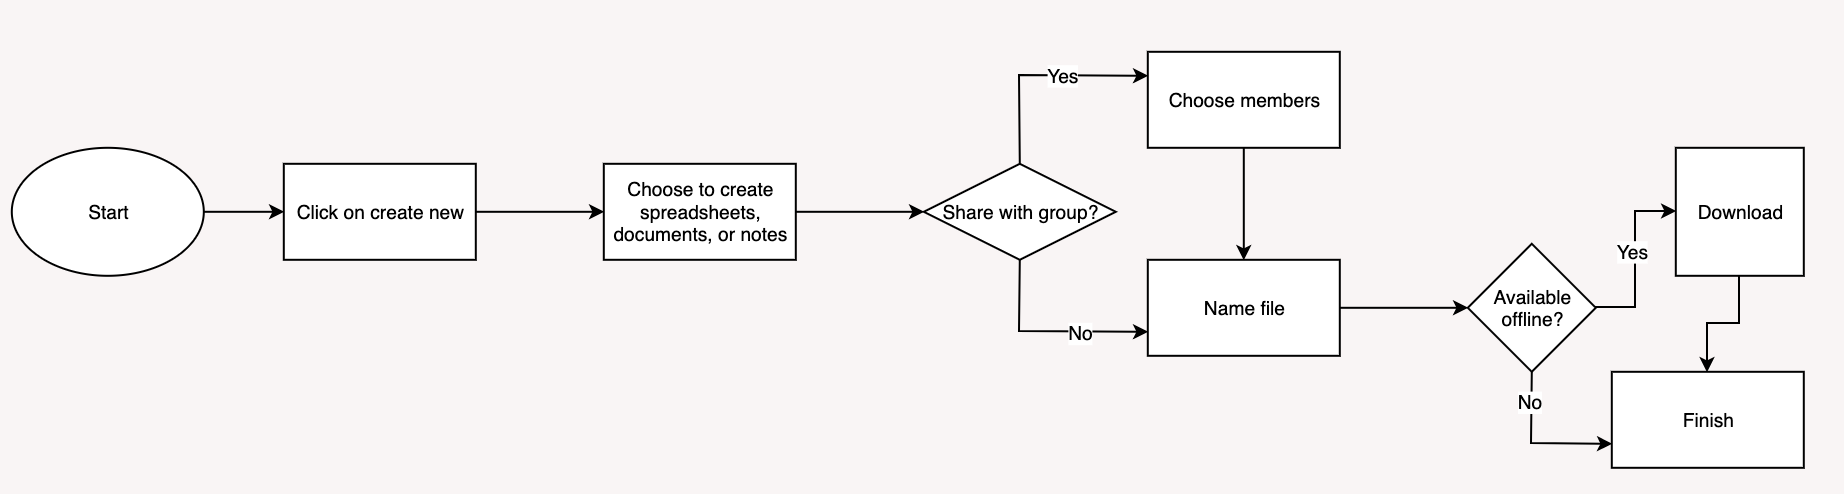 Start
Click on create new
Choose to create
spreadsheets,
documents, or notes
Share with group?
Yes
Choose members
No
Name file
Available
offline?
Yes
Download
No
Finish